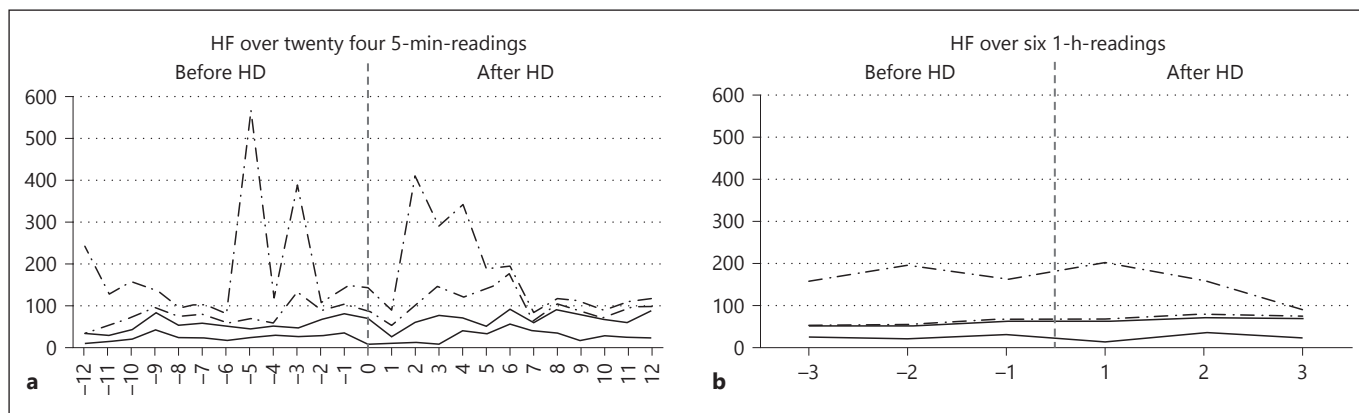 HF over twenty four 5-min-readings
Before HD After HD
600
500
400
300
200
100
0
–12 –11 –10 –9 –8 –7 –6 –5 –4 –3 –2 –1 0 1 2 3 4 5 6 7 8 9 10 11 12
a
HF over six 1-h-readings
Before HD After HD
600
500
400
300
200
100
0
–3 –2 –1 1 2 3
b